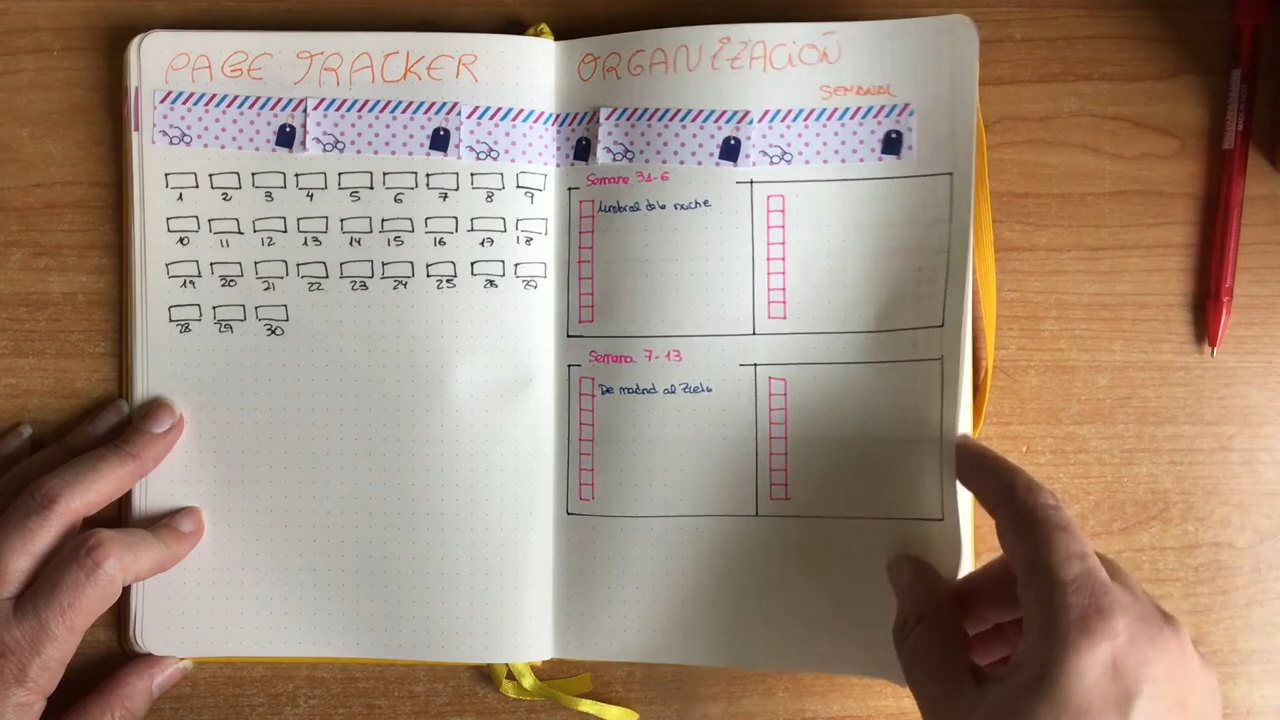 PAGE TRACKER
1 2 3 4 5 6 7 8 9
10 11 12 13 14 15 16 17 18
19 20 21 22 23 24 25 26 27
28 29 30
ORGANIZACIOÑ
SEMANAL
Semana 31-6
Umbral de la noche
Semana 7-13
De madrid al Zielo